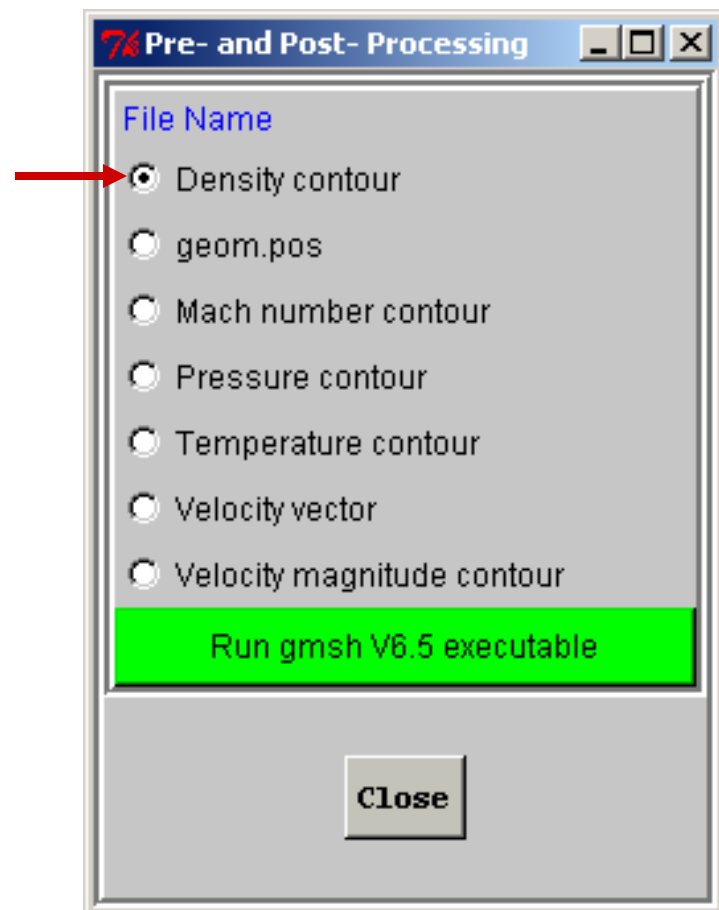 Pre- and Post- Processing
File Name
Density contour
geom.pos
Mach number contour
Pressure contour
Temperature contour
Velocity vector
Velocity magnitude contour
Run gmsh V6.5 executable
Close